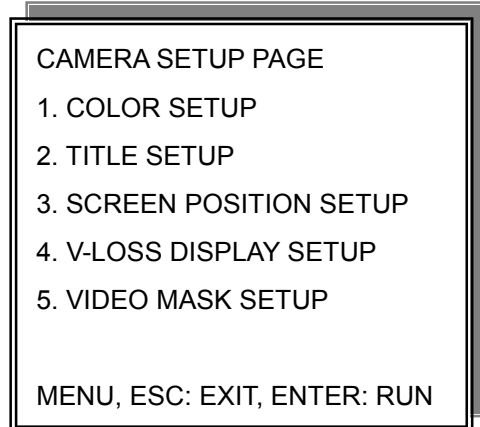 CAMERA SETUP PAGE
1. COLOR SETUP
2. TITLE SETUP
3. SCREEN POSITION SETUP
4. V-LOSS DISPLAY SETUP
5. VIDEO MASK SETUP
MENU, ESC: EXIT, ENTER: RUN